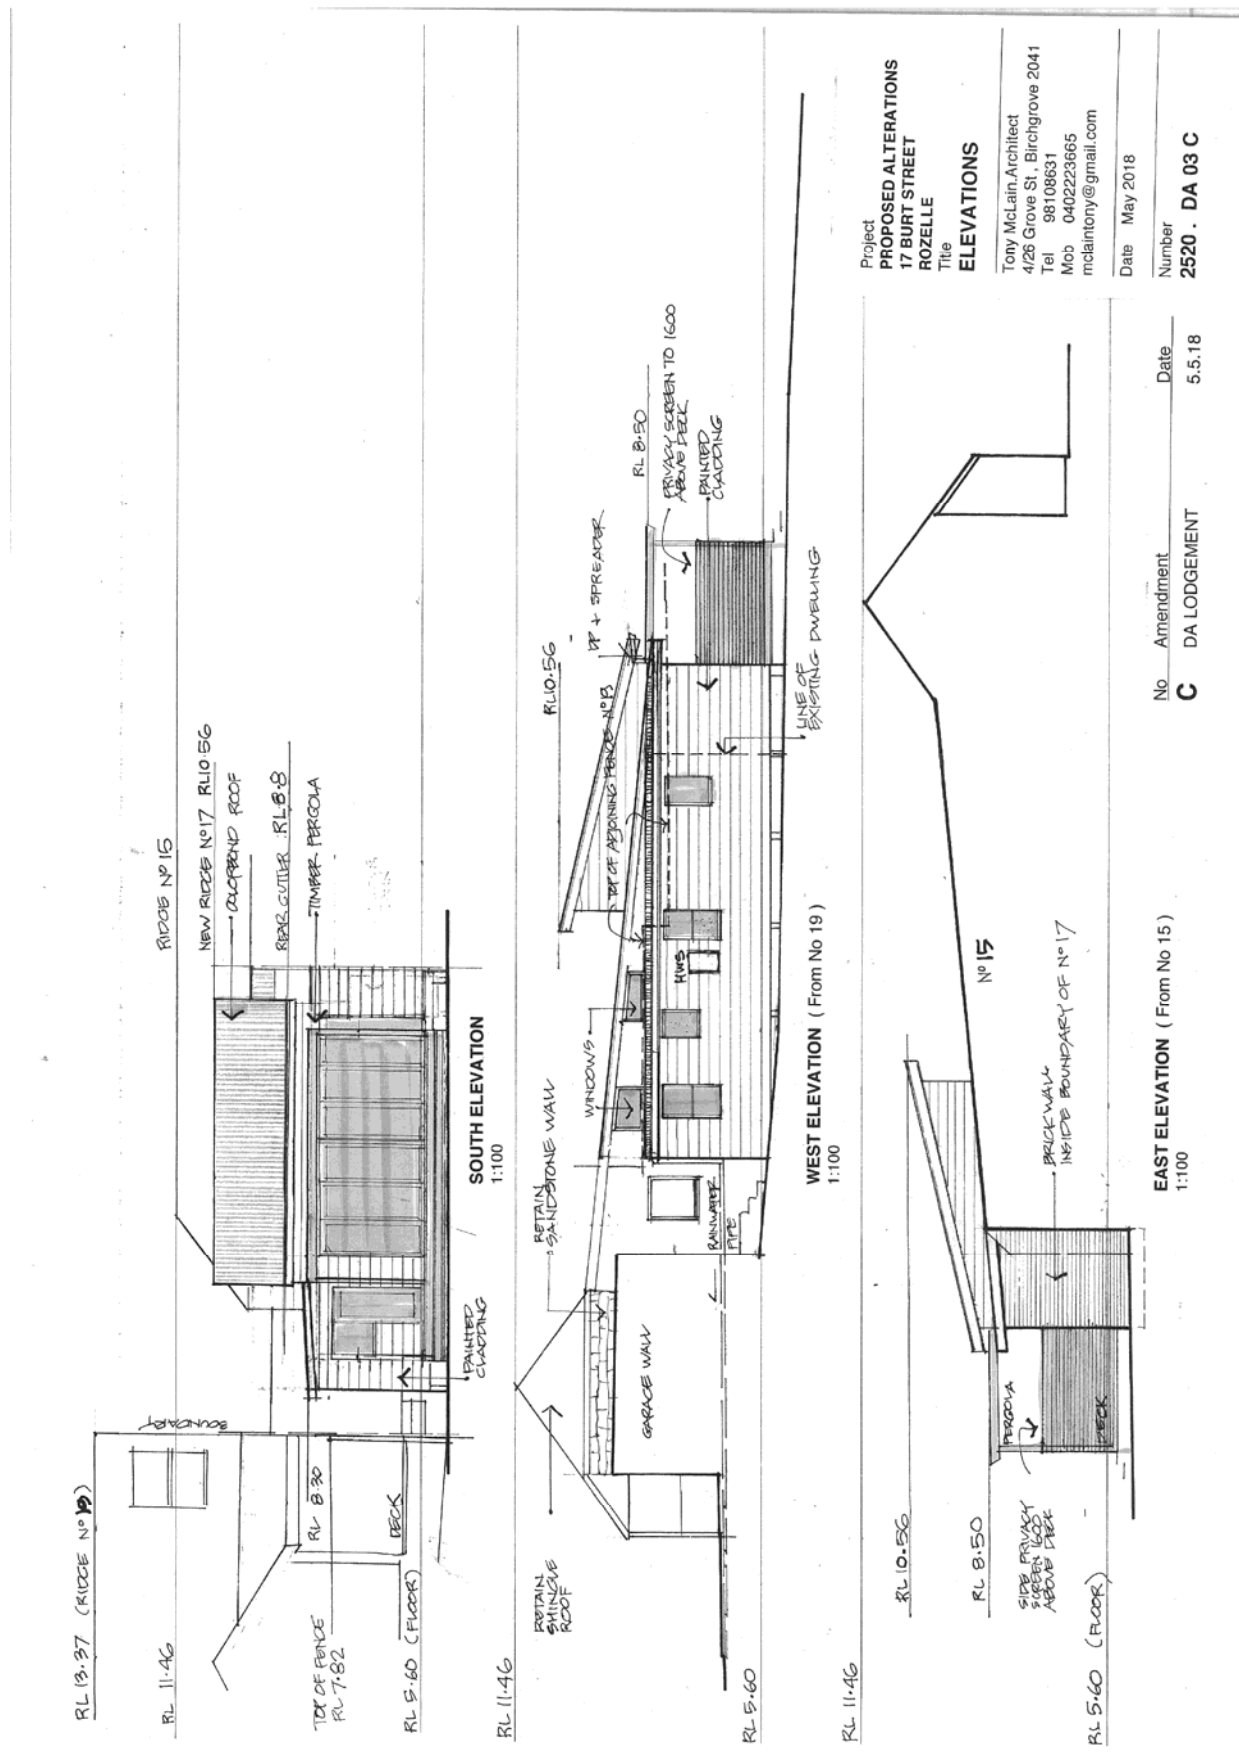 RL 13.37 (RIDGE Nº 19)
BOUNDARY
RL 11.46
RIDGE Nº 15
NEW RIDGE Nº17 RL10.56
COLORBOND ROOF
REAR GUTTER :RL 8.8
TIMBER PERGOLA
TOP OF FENCE
RL 7.82
RL 8.30
DECK
RL 5.60 (FLOOR)
PAINTED
CLADDING
SOUTH ELEVATION
1:100
RL 11.46
RETAIN
SHINGLE
ROOF
RETAIN
SANDSTONE WALL
WINDOWS
RL10.56
DP + SPREADER
TOP OF ADJOINING FENCE Nº 13
RL 8.50
PRIVACY SCREEN TO 1600
ABOVE DECK
PAINTED
CLADDING
GARAGE WALL
RAINWATER
PIPE
HWS
LINE OF
EXISTING DWELLING
RL 5.60
WEST ELEVATION ( From No 19 )
1:100
RL 11.46
RL 10.56
Nº 15
RL 8.50
PERGOLA
DECK
SIDE PRIVACY
SCREEN 1600
ABOVE DECK
BRICK WALL
INSIDE BOUNDARY OF Nº 17
RL 5.60 (FLOOR)
EAST ELEVATION ( From No 15 )
1:100
Project
PROPOSED ALTERATIONS
17 BURT STREET
ROZELLE
Title
ELEVATIONS
Tony McLain.Architect
4/26 Grove St , Birchgrove 2041
Tel 98108631
Mob 0402223665
mclaintony@gmail.com
Date May 2018
Number
2520 . DA 03 C
No Amendment Date
C DA LODGEMENT 5.5.18